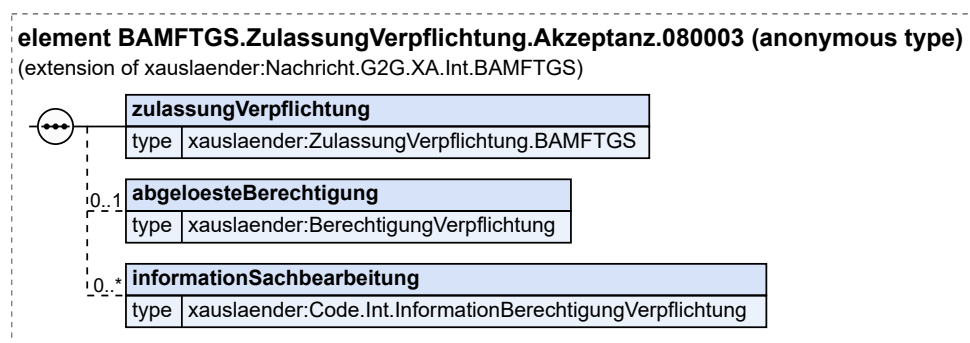 element BAMFTGS.ZulassungVerpflichtung.Akzeptanz.080003 (anonymous type)
(extension of xauslaender:Nachricht.G2G.XA.Int.BAMFTGS)
zulassungVerpflichtung
type xauslaender:ZulassungVerpflichtung.BAMFTGS
0..1 abgeloesteBerechtigung
type xauslaender:BerechtigungVerpflichtung
0..* informationSachbearbeitung
type xauslaender:Code.Int.InformationBerechtigungVerpflichtung